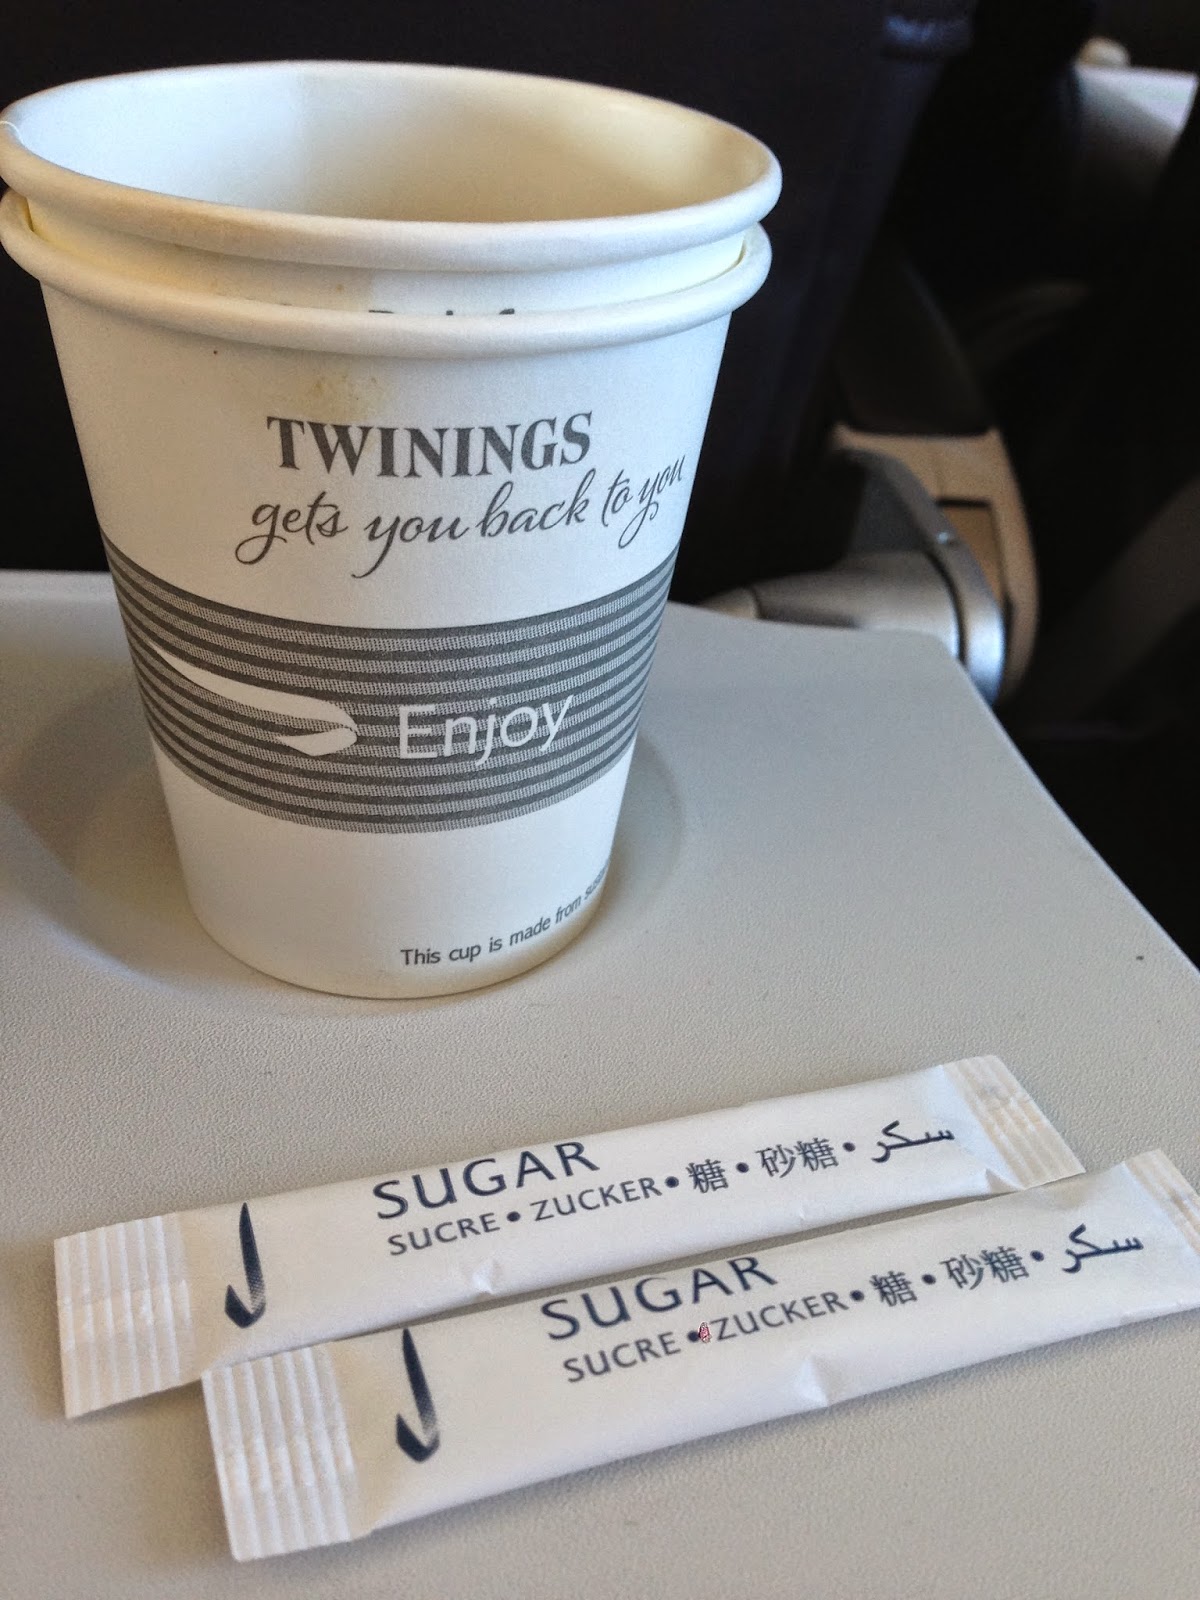 TWININGS
gets you back to you
Enjoy
This cup is made from
SUGAR
SUCRE • ZUCKER • 糖 • 砂糖 • سكر
SUGAR
SUCRE • ZUCKER • 糖 • 砂糖 • سكر